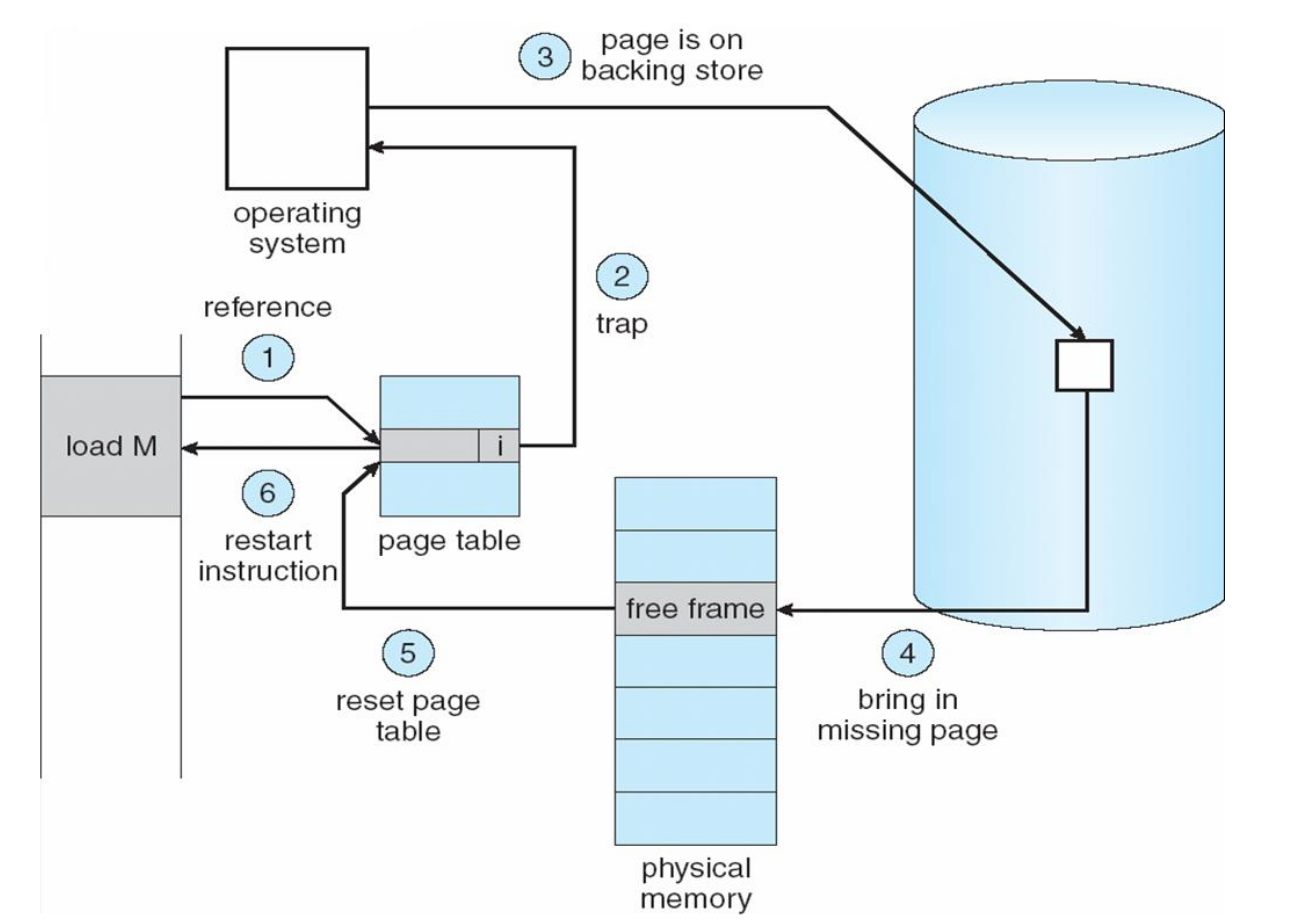 3
page is on
backing store
operating
system
reference
1
2
trap
load M
i
6
restart
instruction
page table
free frame
5
reset page
table
4
bring in
missing page
physical
memory